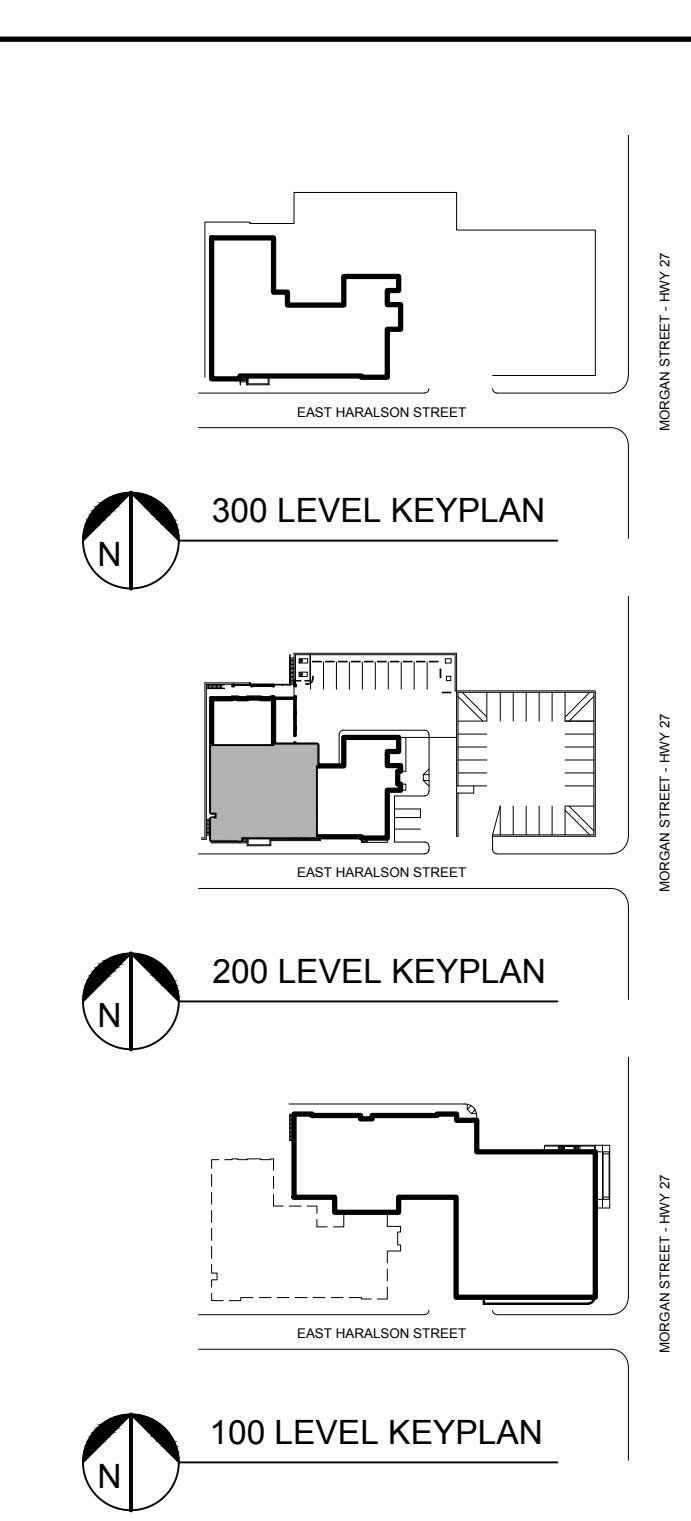 MORGAN STREET - HWY 27
EAST HARALSON STREET
300 LEVEL KEYPLAN
N
MORGAN STREET - HWY 27
EAST HARALSON STREET
200 LEVEL KEYPLAN
N
MORGAN STREET - HWY 27
EAST HARALSON STREET
100 LEVEL KEYPLAN
N